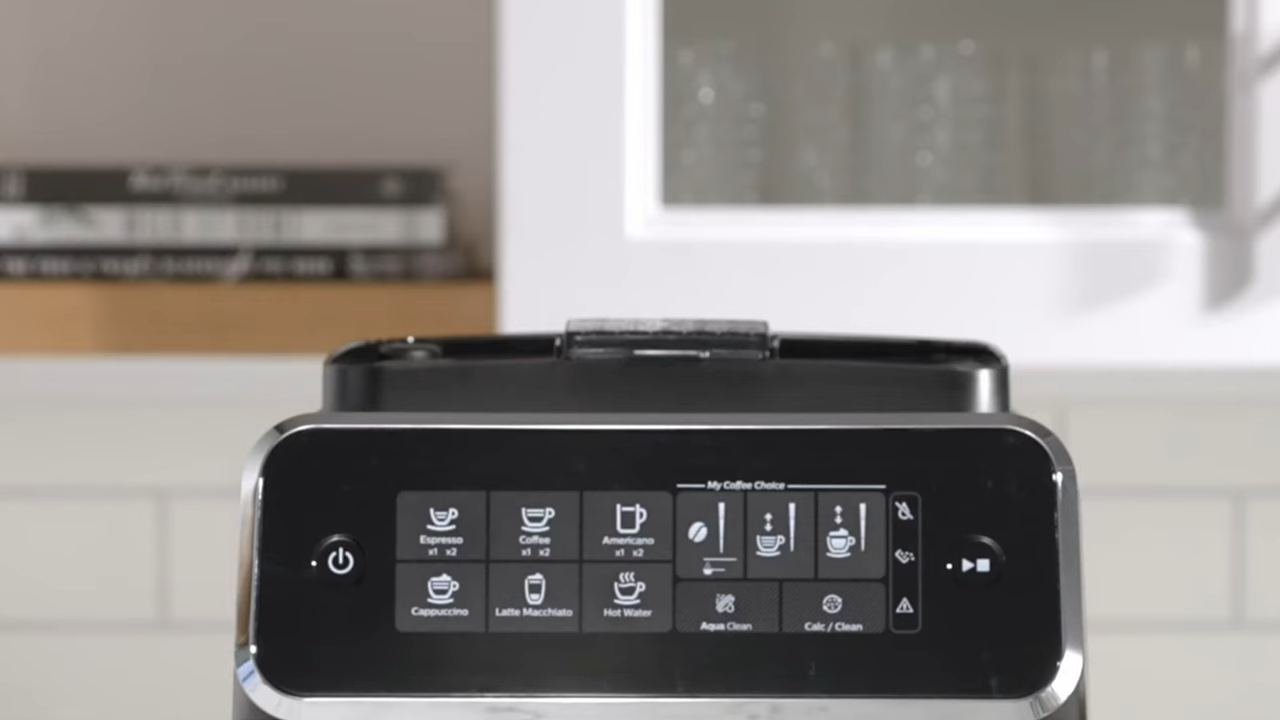 My Coffee Choice
Espresso
x1 x2
Coffee
x1 x2
Americano
x1 x2
Cappuccino
Latte Macchiato
Hot Water
Aqua Clean
Calc / Clean